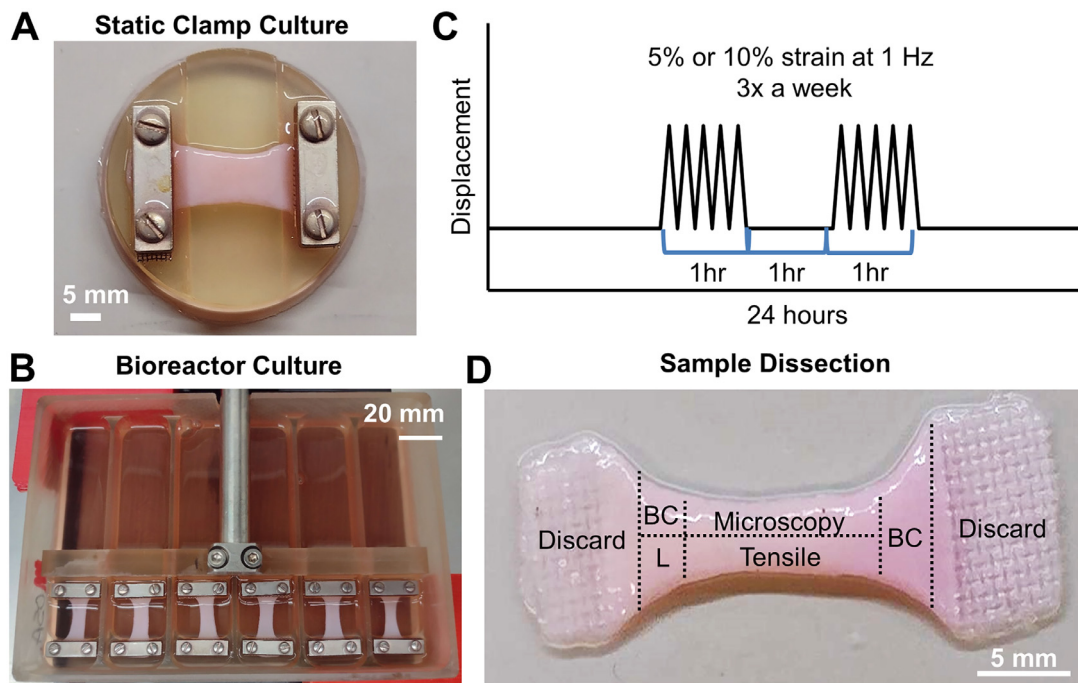 A
Static Clamp Culture
5 mm
B
Bioreactor Culture
20 mm
C
5% or 10% strain at 1 Hz
3x a week
Displacement
1hr
1hr
1hr
24 hours
D
Sample Dissection
Discard
BC
Microscopy
BC
Discard
L
Tensile
5 mm